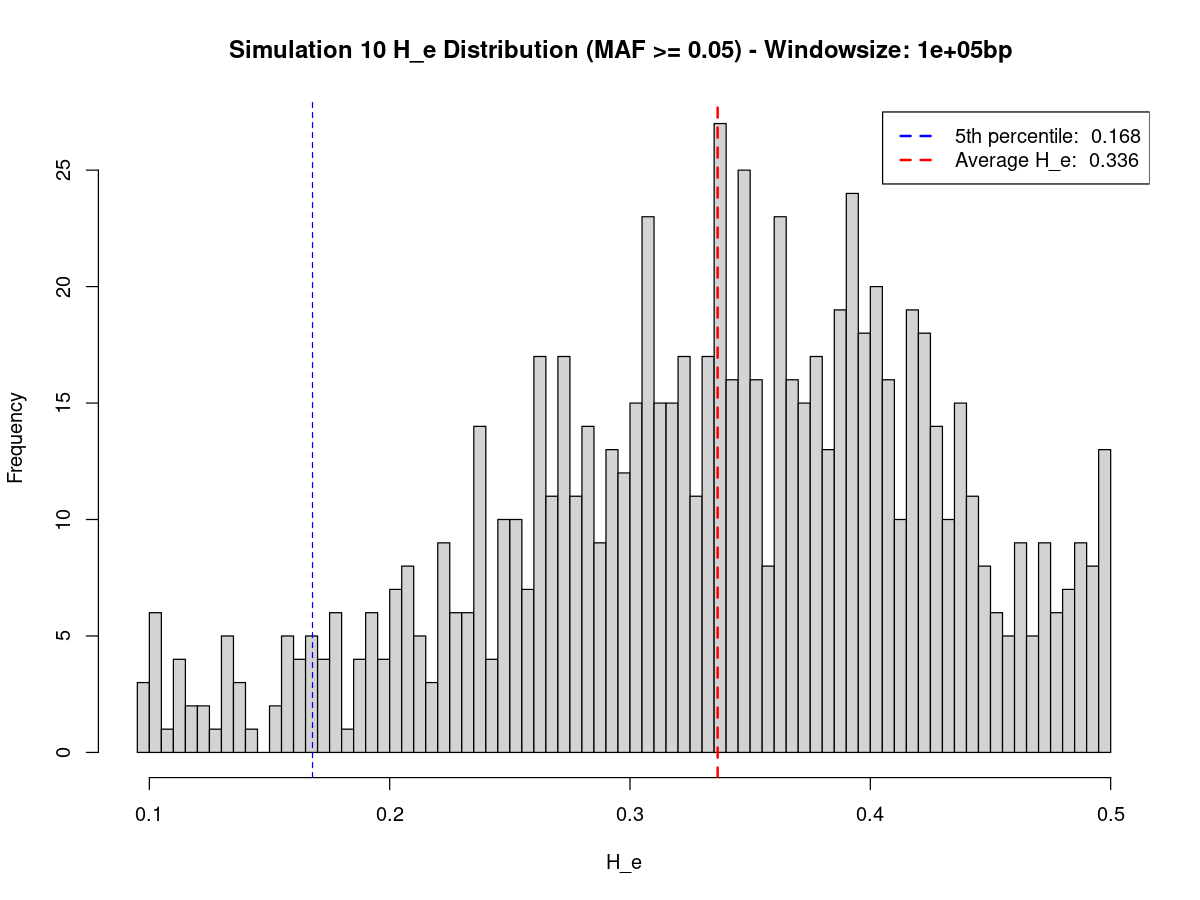 Simulation 10 H_e Distribution (MAF >= 0.05) - Windowsize: 1e+05bp
5th percentile: 0.168
Average H_e: 0.336
Frequency
25
20
15
10
5
0
0.1 0.2 0.3 0.4 0.5
H_e